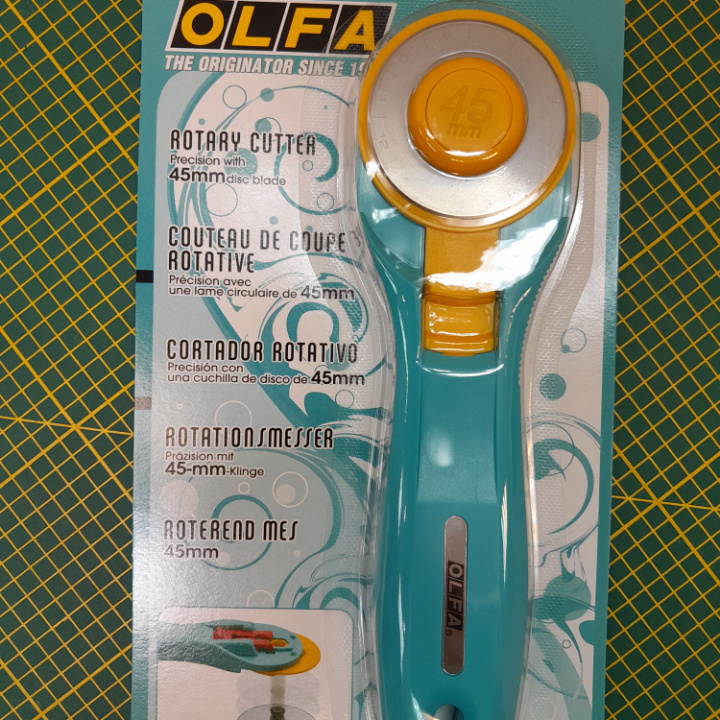 OLFA
THE ORIGINATOR SINCE 19
ROTARY CUTTER
Precision with
45mm disc blade
COUTEAU DE COUPE
ROTATIVE
Précision avec
une lame circulaire de 45mm
CORTADOR ROTATIVO
Precisión con
una cuchilla de disco de 45mm
ROTATIONSMESSER
Präzision mit
45-mm-Klinge
ROTEREND MES
45mm
45
mm
OLFA®